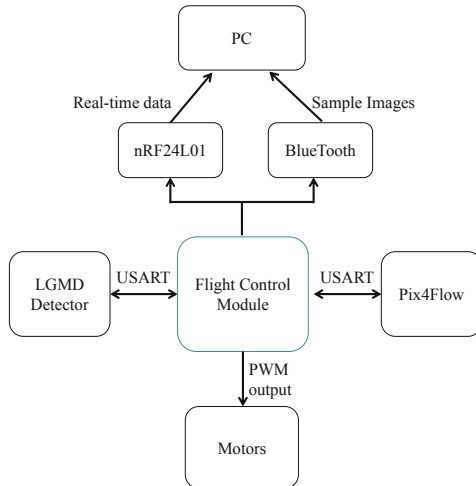 PC
Real-time data
Sample Images
nRF24L01
BlueTooth
LGMD
Detector
USART
Flight Control
Module
USART
Pix4Flow
PWM
output
Motors